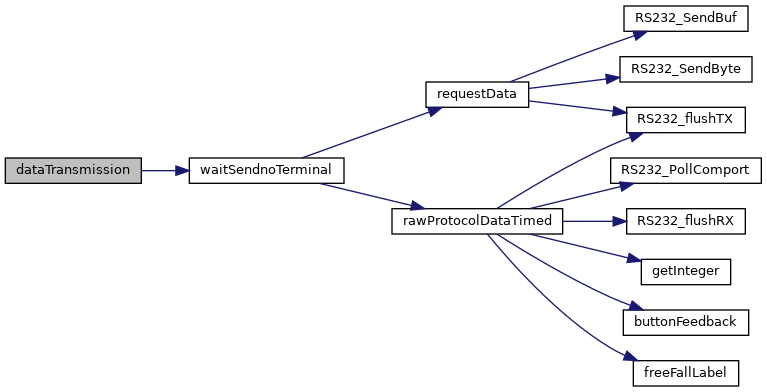 RS232_SendBuf
RS232_SendByte
requestData
RS232_flushTX
dataTransmission
waitSendnoTerminal
RS232_PollComport
rawProtocolDataTimed
RS232_flushRX
getInteger
buttonFeedback
freeFallLabel